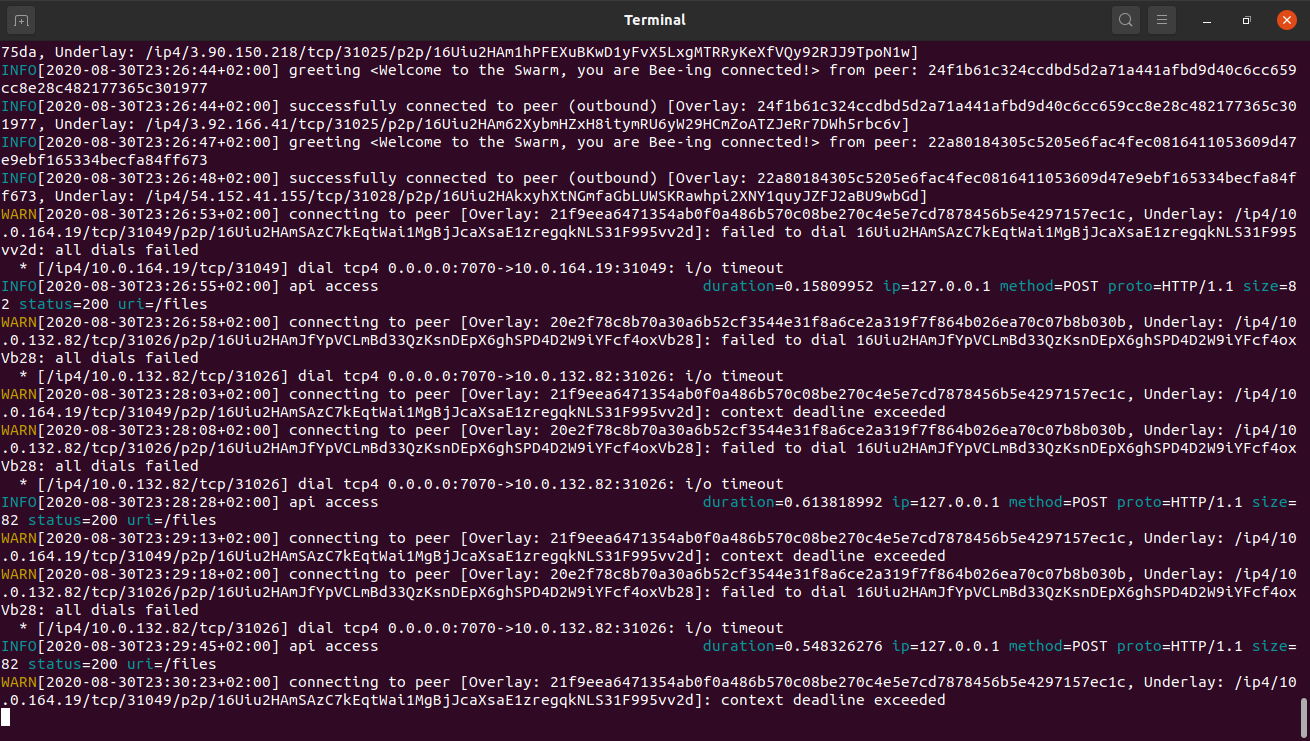 Terminal
75da, Underlay: /ip4/3.90.150.218/tcp/31025/p2p/16Uiu2HAm1hPFEXuBKwD1yFvX5LxgMTRRyKeXfVQy92RJJ9TpoN1w]
INFO[2020-08-30T23:26:44+02:00] greeting <Welcome to the Swarm, you are Bee-ing connected!> from peer: 24f1b61c324ccdbd5d2a71a441afbd9d40c6cc659
cc8e28c482177365c301977
INFO[2020-08-30T23:26:44+02:00] successfully connected to peer (outbound) [Overlay: 24f1b61c324ccdbd5d2a71a441afbd9d40c6cc659cc8e28c482177365c30
1977, Underlay: /ip4/3.92.166.41/tcp/31025/p2p/16Uiu2HAm62XybmHZxH8itymRU6yW29HCmZoATZJeRr7DWh5rbc6v]
INFO[2020-08-30T23:26:47+02:00] greeting <Welcome to the Swarm, you are Bee-ing connected!> from peer: 22a80184305c5205e6fac4fec0816411053609d47
e9ebf165334becfa84ff673
INFO[2020-08-30T23:26:48+02:00] successfully connected to peer (outbound) [Overlay: 22a80184305c5205e6fac4fec0816411053609d47e9ebf165334becfa84f
f673, Underlay: /ip4/54.152.41.155/tcp/31028/p2p/16Uiu2HAkxyhXtNGmfaGbLUWSKRawhpi2XNY1quyJZFJ2aBU9wbGd]
WARN[2020-08-30T23:26:53+02:00] connecting to peer [Overlay: 21f9eea6471354abf0f0a486b570c08be270c4e5e7cd7878456b5e4297157ec1c, Underlay: /ip4/10
.0.164.19/tcp/31049/p2p/16Uiu2HAmSAzC7kEqtWai1MgBjJcaXsaE1zregqkNLS31F995vv2d]: failed to dial 16Uiu2HAmSAzC7kEqtWai1MgBjJcaXsaE1zregqkNLS31F995
vv2d: all dials failed
  * [/ip4/10.0.164.19/tcp/31049] dial tcp4 0.0.0.0:7070->10.0.164.19:31049: i/o timeout
INFO[2020-08-30T23:26:55+02:00] api access                                    duration=0.15809952 ip=127.0.0.1 method=POST proto=HTTP/1.1 size=8
2 status=200 uri=/files
WARN[2020-08-30T23:26:58+02:00] connecting to peer [Overlay: 20e2f78c8b70a30a6b52cf3544e31f8a6ce2a319f7f864b026ea70c07b8b030b, Underlay: /ip4/10
.0.132.82/tcp/31026/p2p/16Uiu2HAmJfYpVCLmBd33QzKsnDEpX6ghSPD4D2W9iYFcf4oxVb28]: failed to dial 16Uiu2HAmJfYpVCLmBd33QzKsnDEpX6ghSPD4D2W9iYFcf4ox
Vb28: all dials failed
  * [/ip4/10.0.132.82/tcp/31026] dial tcp4 0.0.0.0:7070->10.0.132.82:31026: i/o timeout
WARN[2020-08-30T23:28:03+02:00] connecting to peer [Overlay: 21f9eea6471354abf0f0a486b570c08be270c4e5e7cd7878456b5e4297157ec1c, Underlay: /ip4/10
.0.164.19/tcp/31049/p2p/16Uiu2HAmSAzC7kEqtWai1MgBjJcaXsaE1zregqkNLS31F995vv2d]: context deadline exceeded
WARN[2020-08-30T23:28:08+02:00] connecting to peer [Overlay: 20e2f78c8b70a30a6b52cf3544e31f8a6ce2a319f7f864b026ea70c07b8b030b, Underlay: /ip4/10
.0.132.82/tcp/31026/p2p/16Uiu2HAmJfYpVCLmBd33QzKsnDEpX6ghSPD4D2W9iYFcf4oxVb28]: failed to dial 16Uiu2HAmJfYpVCLmBd33QzKsnDEpX6ghSPD4D2W9iYFcf4ox
Vb28: all dials failed
  * [/ip4/10.0.132.82/tcp/31026] dial tcp4 0.0.0.0:7070->10.0.132.82:31026: i/o timeout
INFO[2020-08-30T23:28:28+02:00] api access                                    duration=0.613818992 ip=127.0.0.1 method=POST proto=HTTP/1.1 size=
82 status=200 uri=/files
WARN[2020-08-30T23:29:13+02:00] connecting to peer [Overlay: 21f9eea6471354abf0f0a486b570c08be270c4e5e7cd7878456b5e4297157ec1c, Underlay: /ip4/10
.0.164.19/tcp/31049/p2p/16Uiu2HAmSAzC7kEqtWai1MgBjJcaXsaE1zregqkNLS31F995vv2d]: context deadline exceeded
WARN[2020-08-30T23:29:18+02:00] connecting to peer [Overlay: 20e2f78c8b70a30a6b52cf3544e31f8a6ce2a319f7f864b026ea70c07b8b030b, Underlay: /ip4/10
.0.132.82/tcp/31026/p2p/16Uiu2HAmJfYpVCLmBd33QzKsnDEpX6ghSPD4D2W9iYFcf4oxVb28]: failed to dial 16Uiu2HAmJfYpVCLmBd33QzKsnDEpX6ghSPD4D2W9iYFcf4ox
Vb28: all dials failed
  * [/ip4/10.0.132.82/tcp/31026] dial tcp4 0.0.0.0:7070->10.0.132.82:31026: i/o timeout
INFO[2020-08-30T23:29:45+02:00] api access                                    duration=0.548326276 ip=127.0.0.1 method=POST proto=HTTP/1.1 size=
82 status=200 uri=/files
WARN[2020-08-30T23:30:23+02:00] connecting to peer [Overlay: 21f9eea6471354abf0f0a486b570c08be270c4e5e7cd7878456b5e4297157ec1c, Underlay: /ip4/10
.0.164.19/tcp/31049/p2p/16Uiu2HAmSAzC7kEqtWai1MgBjJcaXsaE1zregqkNLS31F995vv2d]: context deadline exceeded